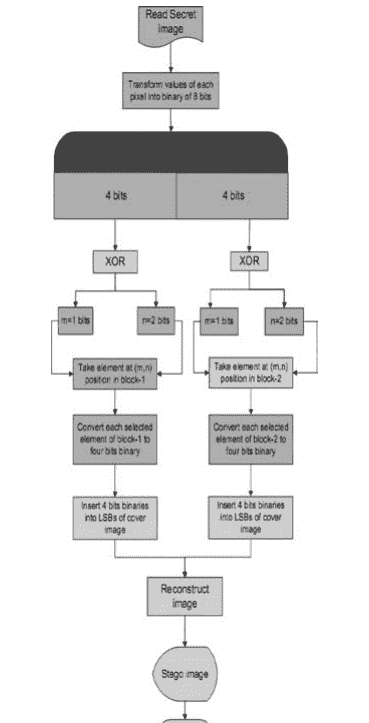 Read Secret
image
Transform values of each
pixel into binary of 8 bits
4 bits
4 bits
XOR
XOR
m=1 bits
n=2 bits
m=1 bits
n=2 bits
Take element at (m,n)
position in block-1
Take element at (m,n)
position in block-2
Convert each selected
element of block-1 to
four bits binary
Convert each selected
element of block-2 to
four bits binary
Insert 4 bits binaries
into LSBs of cover
image
Insert 4 bits binaries
into LSBs of cover
image
Reconstruct
image
Stego image